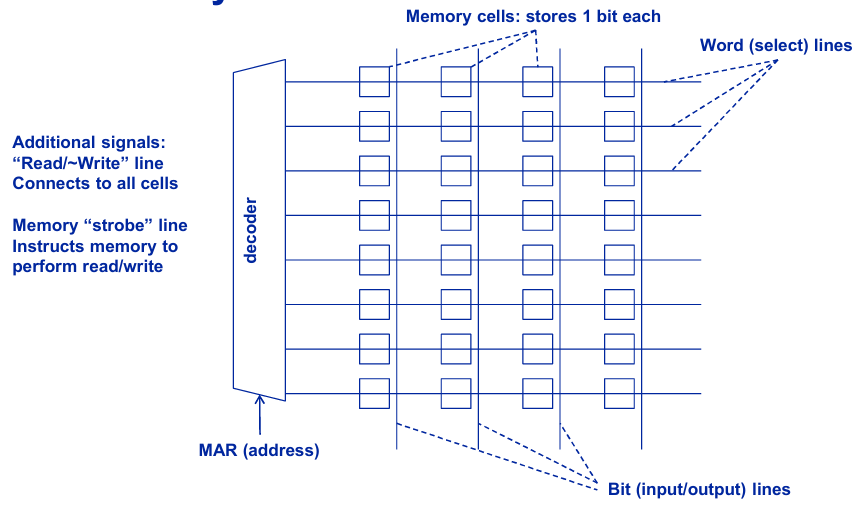 Memory cells: stores 1 bit each
Word (select) lines
Additional signals:
“Read/~Write” line
Connects to all cells
Memory “strobe” line
Instructs memory to
perform read/write
decoder
MAR (address)
Bit (input/output) lines